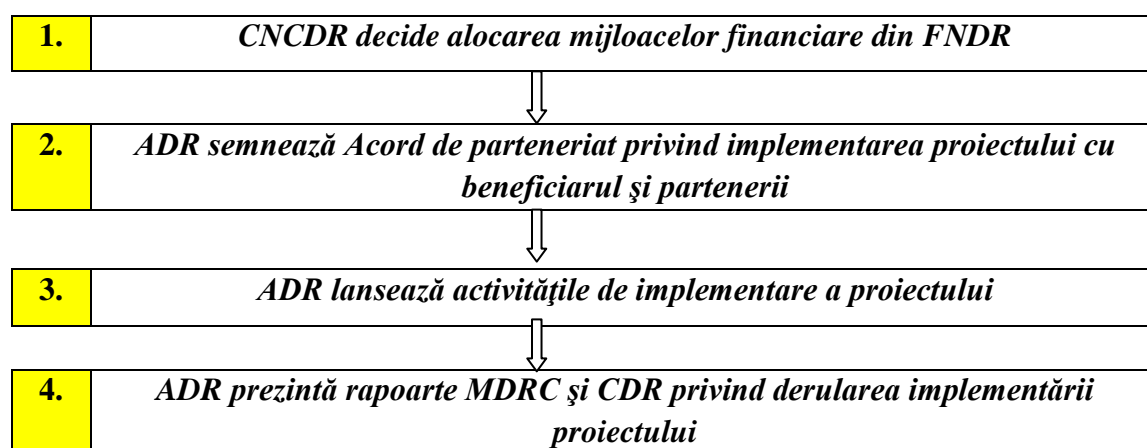 1. CNCDR decide alocarea mijloacelor financiare din FNDR
2. ADR semnează Acord de parteneriat privind implementarea proiectului cu
beneficiarul şi partenerii
3. ADR lansează activităţile de implementare a proiectului
4. ADR prezintă rapoarte MDRC şi CDR privind derularea implementării
proiectului